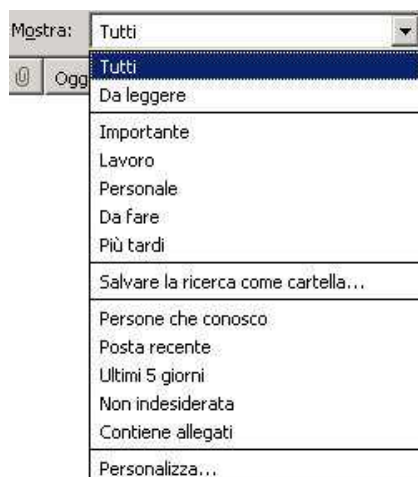 Mostra: Tutti
Ogg
Tutti
Da leggere
Importante
Lavoro
Personale
Da fare
Più tardi
Salvare la ricerca come cartella...
Persone che conosco
Posta recente
Ultimi 5 giorni
Non indesiderata
Contiene allegati
Personalizza...